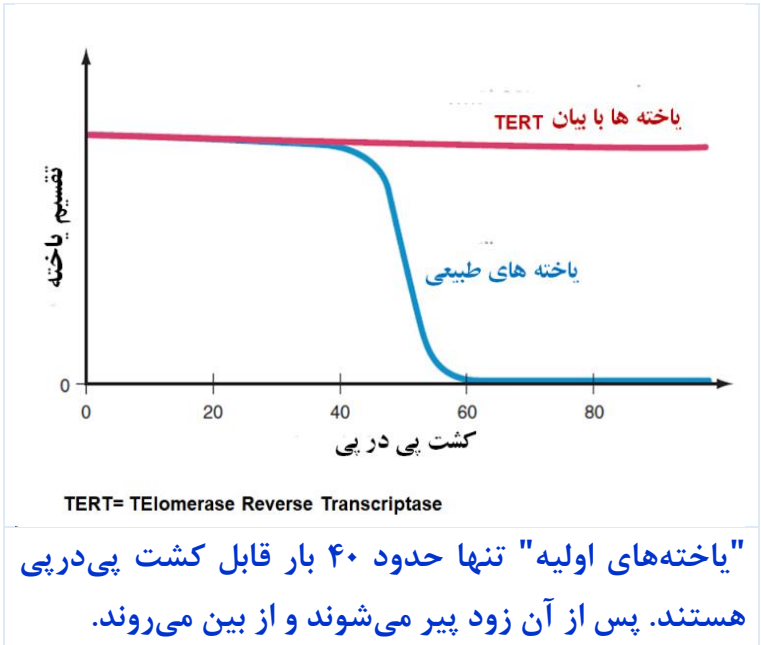 یاخته ها با بیان TERT
تقسیم یاخته
یاخته های طبیعی
0
0 20 40 60 80
کشت پی در پی
TERT= TElomerase Reverse Transcriptase
"یاخته‌های اولیه" تنها حدود ۴۰ بار قابل کشت پی‌درپی
هستند. پس از آن زود پیر می‌شوند و از بین می‌روند.